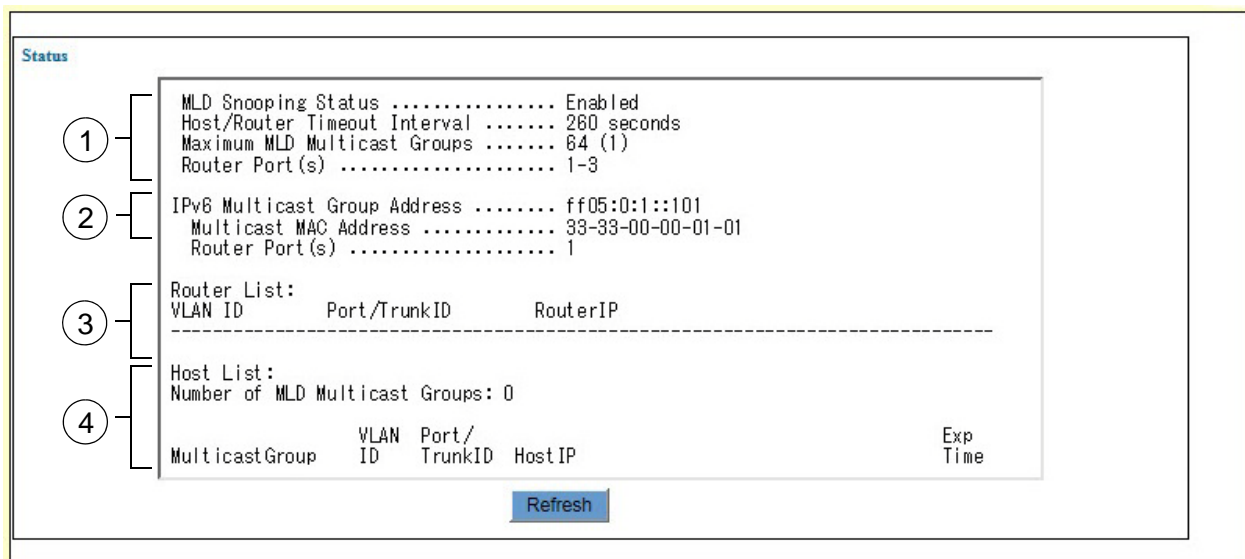 Status
MLD Snooping Status ................ Enabled
Host/Router Timeout Interval ....... 260 seconds
1
Maximum MLD Multicast Groups ....... 64 (1)
Router Port(s) ..................... 1-3
IPv6 Multicast Group Address ........ ff05:0:1::101
2
Multicast MAC Address ............. 33-33-00-00-01-01
Router Port(s) .................... 1
Router List:
VLAN ID Port/TrunkID RouterIP
3
--------------------------------------------------------------------------------
Host List:
Number of MLD Multicast Groups: 0
4
VLAN Port/ Exp
MulticastGroup ID TrunkID HostIP Time
Refresh